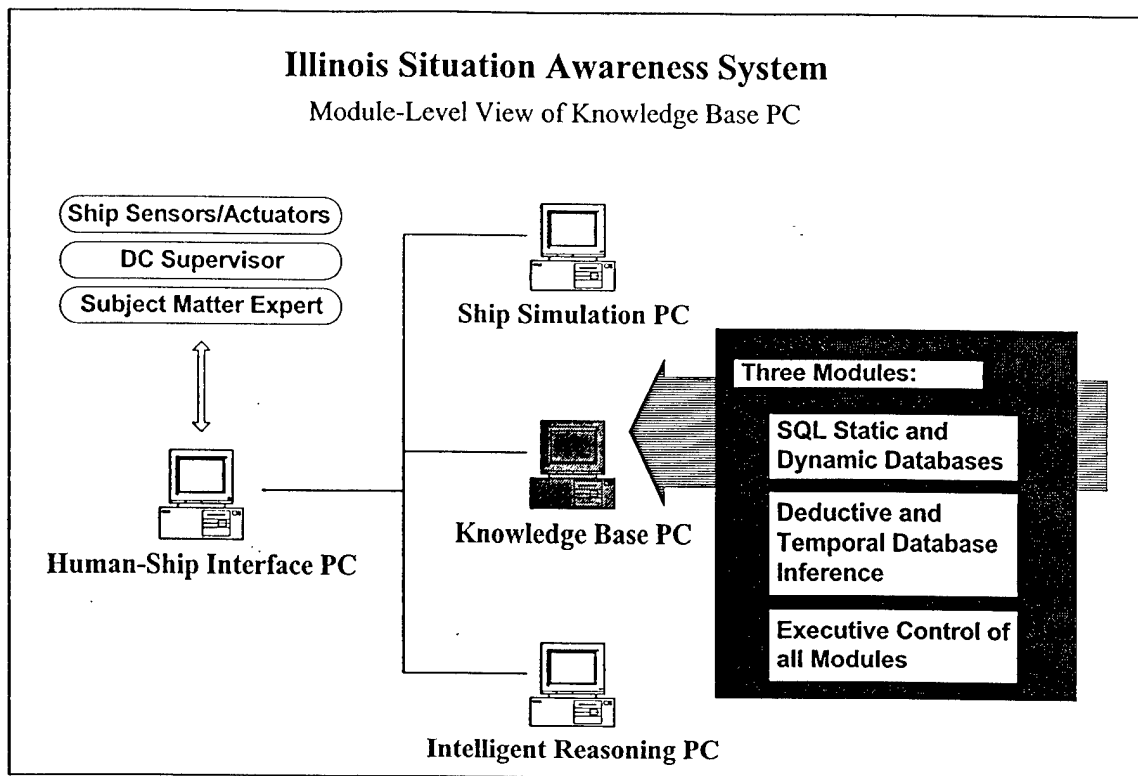 Illinois Situation Awareness System
Module-Level View of Knowledge Base PC
Ship Sensors/Actuators
DC Supervisor
Subject Matter Expert
Human-Ship Interface PC
Ship Simulation PC
Knowledge Base PC
Intelligent Reasoning PC
Three Modules:
SQL Static and
Dynamic Databases
Deductive and
Temporal Database
Inference
Executive Control of
all Modules